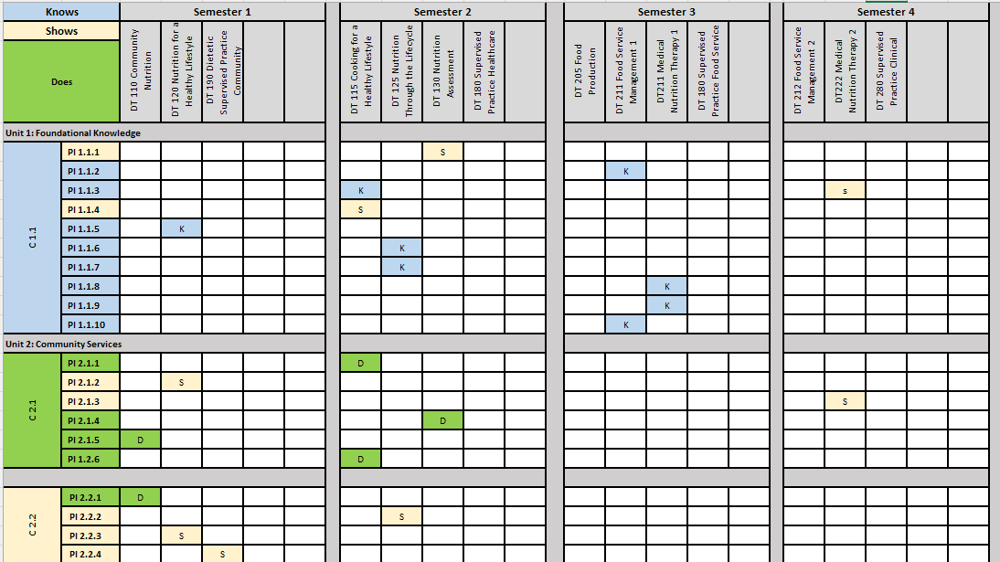 Knows Semester 1 Semester 2 Semester 3 Semester 4
Shows
Does
DT 110 Community
Nutrition
DT 120 Nutrition for a
Healthy Lifestyle
DT 190 Dietetic
Supervised Practice
Community
DT 115 Cooking for a
Healthy Lifestyle
DT 125 Nutrition
Through the Lifecycle
DT 130 Nutrition
Assessment
DT 180 Supervised
Practice Healthcare
DT 205 Food
Production
DT 211 Food Service
Management 1
DT211 Medical
Nutrition Therapy 1
DT 180 Supervised
Practice Food Service
DT 212 Food Service
Management 2
DT222 Medical
Nutrition Therapy 2
DT 280 Supervised
Practice Clinical
Unit 1: Foundational Knowledge
C 1.1
PI 1.1.1 S
PI 1.1.2 K
PI 1.1.3 K s
PI 1.1.4 S
PI 1.1.5 K
PI 1.1.6 K
PI 1.1.7 K
PI 1.1.8 K
PI 1.1.9 K
PI 1.1.10 K
Unit 2: Community Services
C 2.1
PI 2.1.1 D
PI 2.1.2 S
PI 2.1.3 S
PI 2.1.4 D
PI 2.1.5 D
PI 1.2.6 D
C 2.2
PI 2.2.1 D
PI 2.2.2 S
PI 2.2.3 S
PI 2.2.4 S